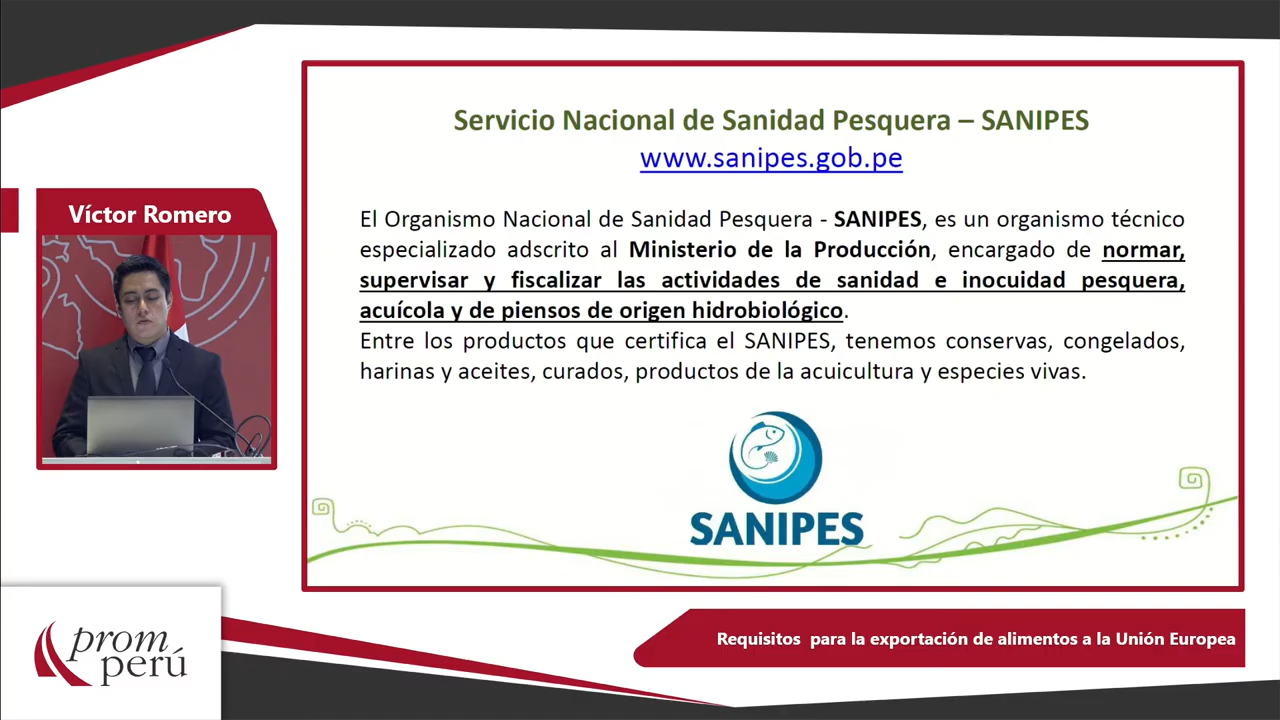 Servicio Nacional de Sanidad Pesquera – SANIPES
www.sanipes.gob.pe
Víctor Romero
El Organismo Nacional de Sanidad Pesquera - SANIPES, es un organismo técnico
especializado adscrito al Ministerio de la Producción, encargado de normar,
supervisar y fiscalizar las actividades de sanidad e inocuidad pesquera,
acuícola y de piensos de origen hidrobiológico.
Entre los productos que certifica el SANIPES, tenemos conservas, congelados,
harinas y aceites, curados, productos de la acuicultura y especies vivas.
SANIPES
prom
perú
Requisitos para la exportación de alimentos a la Unión Europea